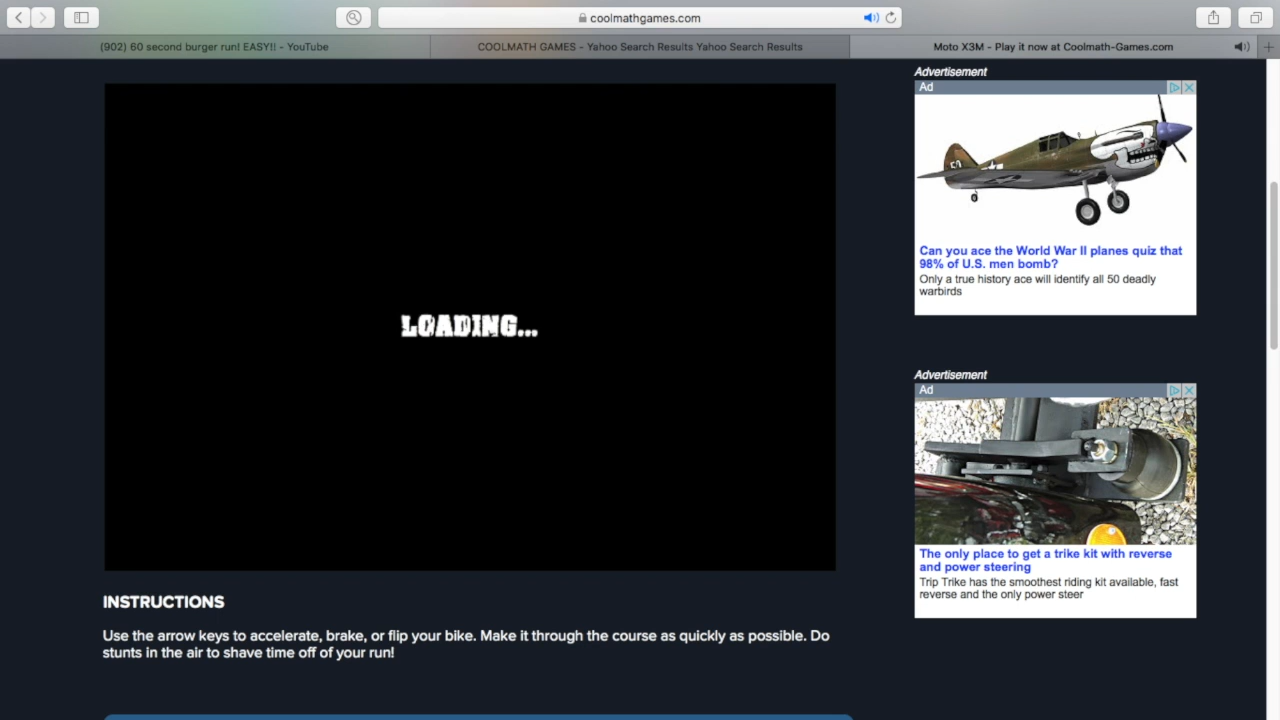 coolmathgames.com
(902) 60 second burger run! EASY!! - YouTube
COOLMATH GAMES - Yahoo Search Results Yahoo Search Results
Moto X3M - Play it now at Coolmath-Games.com
Advertisement
Ad
50
Can you ace the World War II planes quiz that
98% of U.S. men bomb?
Only a true history ace will identify all 50 deadly
warbirds
LOADING...
Advertisement
Ad
The only place to get a trike kit with reverse
and power steering
Trip Trike has the smoothest riding kit available, fast
reverse and the only power steer
INSTRUCTIONS
Use the arrow keys to accelerate, brake, or flip your bike. Make it through the course as quickly as possible. Do
stunts in the air to shave time off of your run!